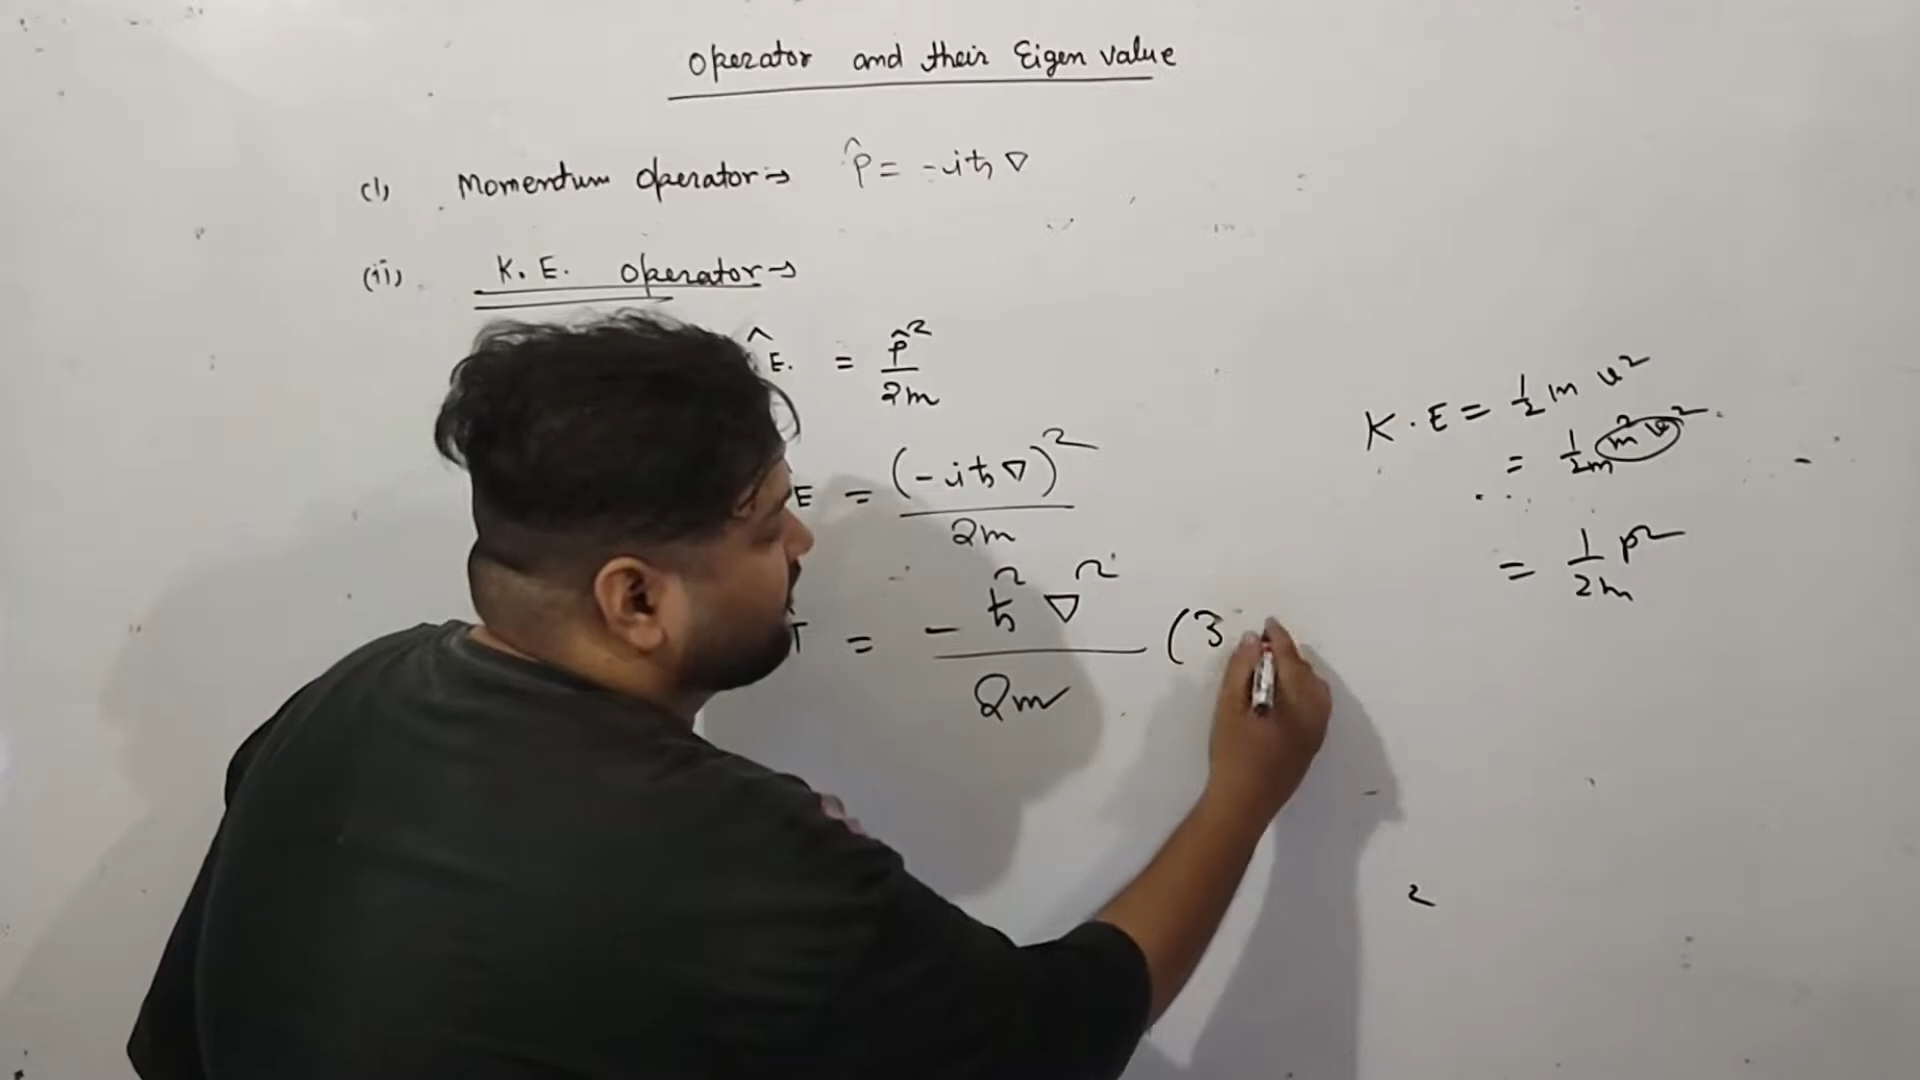 Operator and their Eigen value
(i) Momentum operator → p̂ = -iħ∇
(ii) K.E. operator →
E. = p̂²/2m
E = (-iħ∇)²/2m
T = -ħ²∇²/2m (3
K.E = 1/2 m v²
= 1/2m m²v²
= 1/2m p²
2